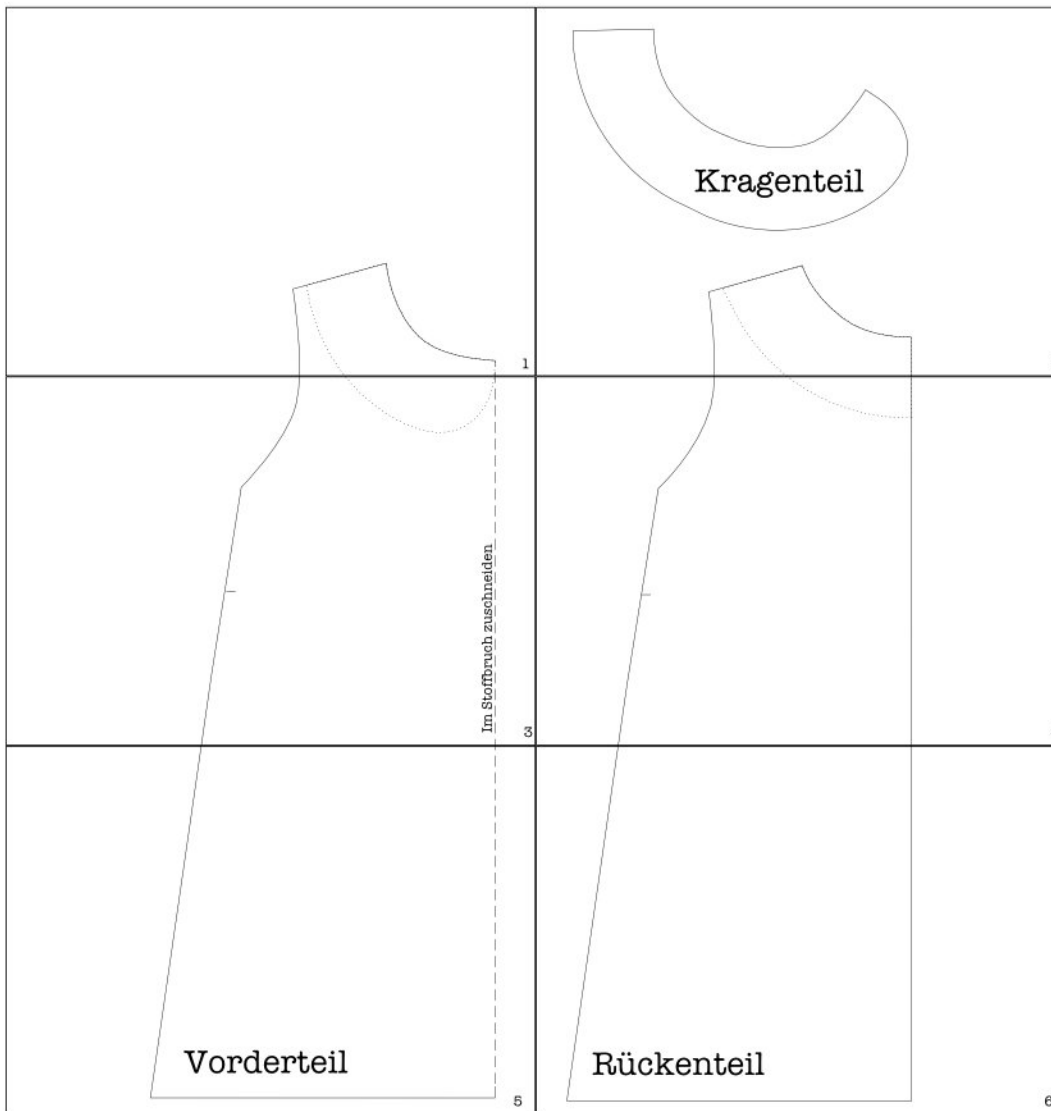 Kragenteil
1
Im Stoffbruch zuschneiden
3
Vorderteil
Rückenteil
5
6